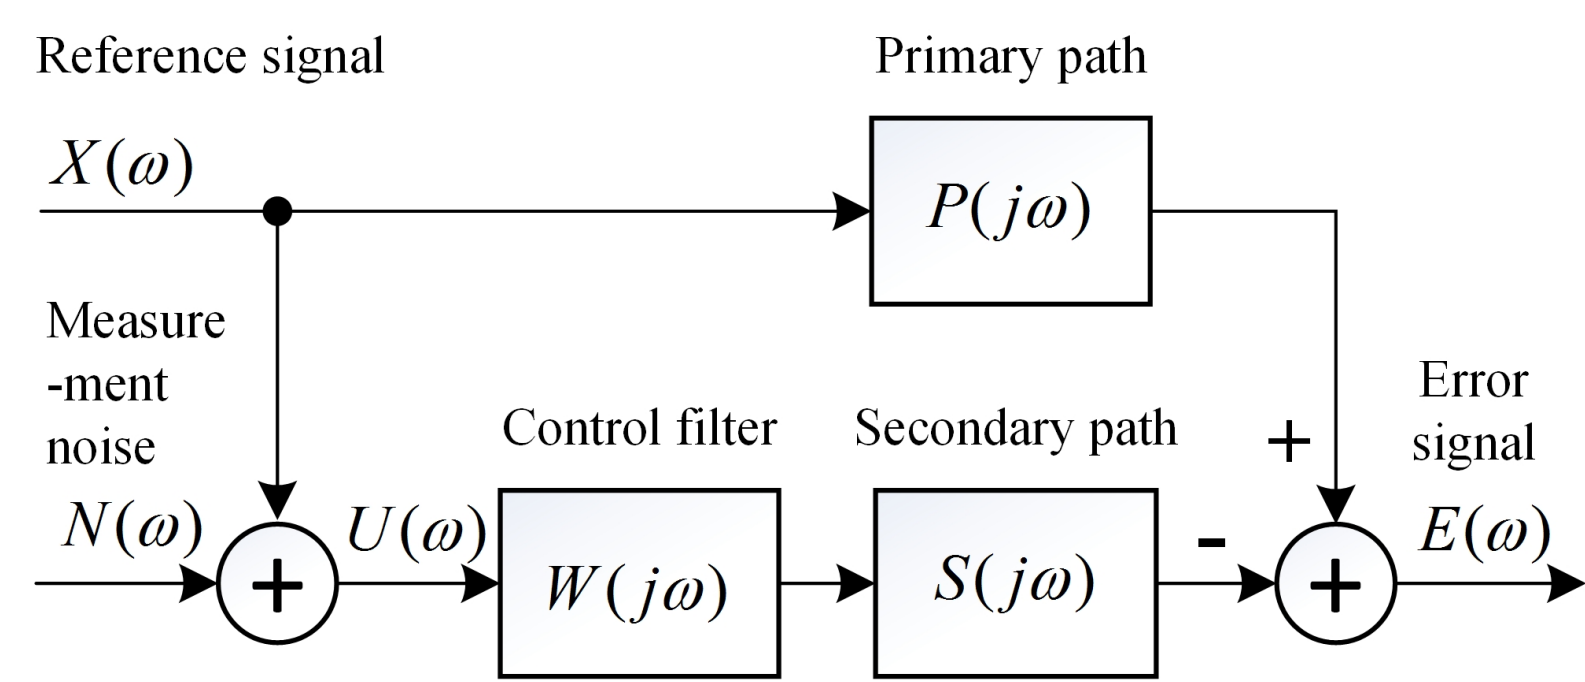 Reference signal
Primary path
X(ω)
P(jω)
Measure
-ment
noise
Error
signal
Control filter
Secondary path
+
N(ω)
U(ω)
-
E(ω)
+
W(jω)
S(jω)
+